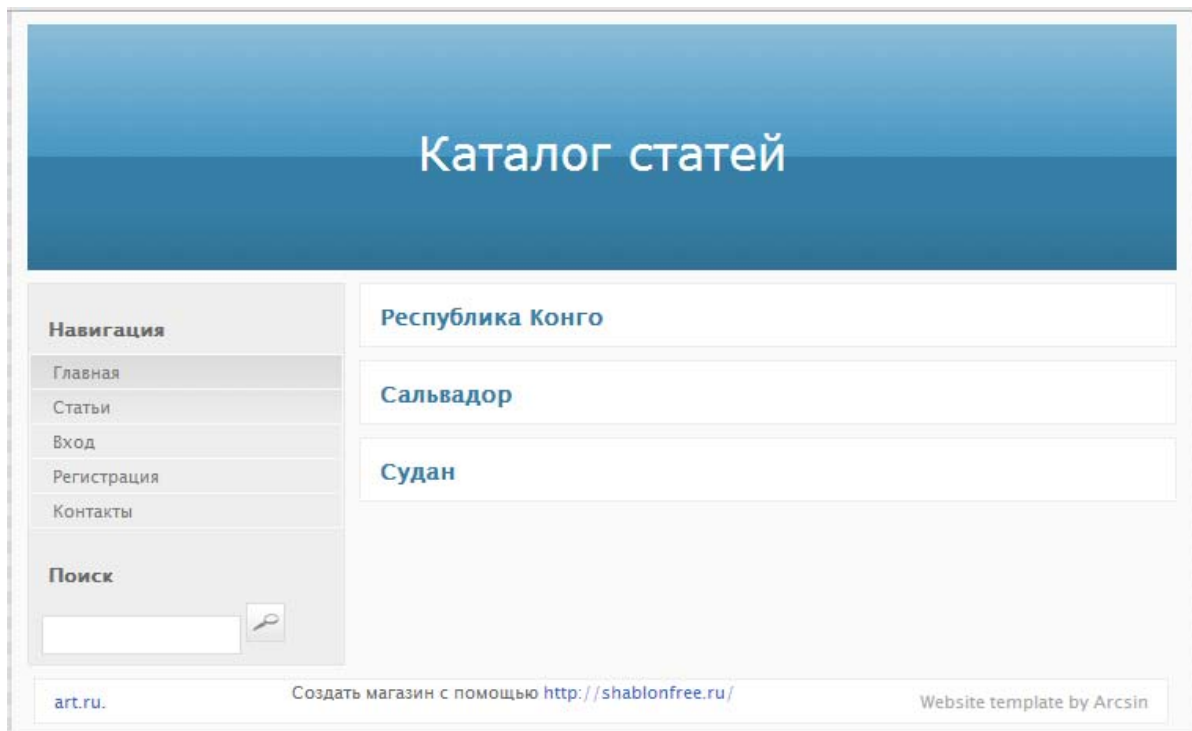 Каталог статей
Навигация
Главная
Статьи
Вход
Регистрация
Контакты
Поиск
Республика Конго
Сальвадор
Судан
art.ru.
Создать магазин с помощью http://shablonfree.ru/
Website template by Arcsin